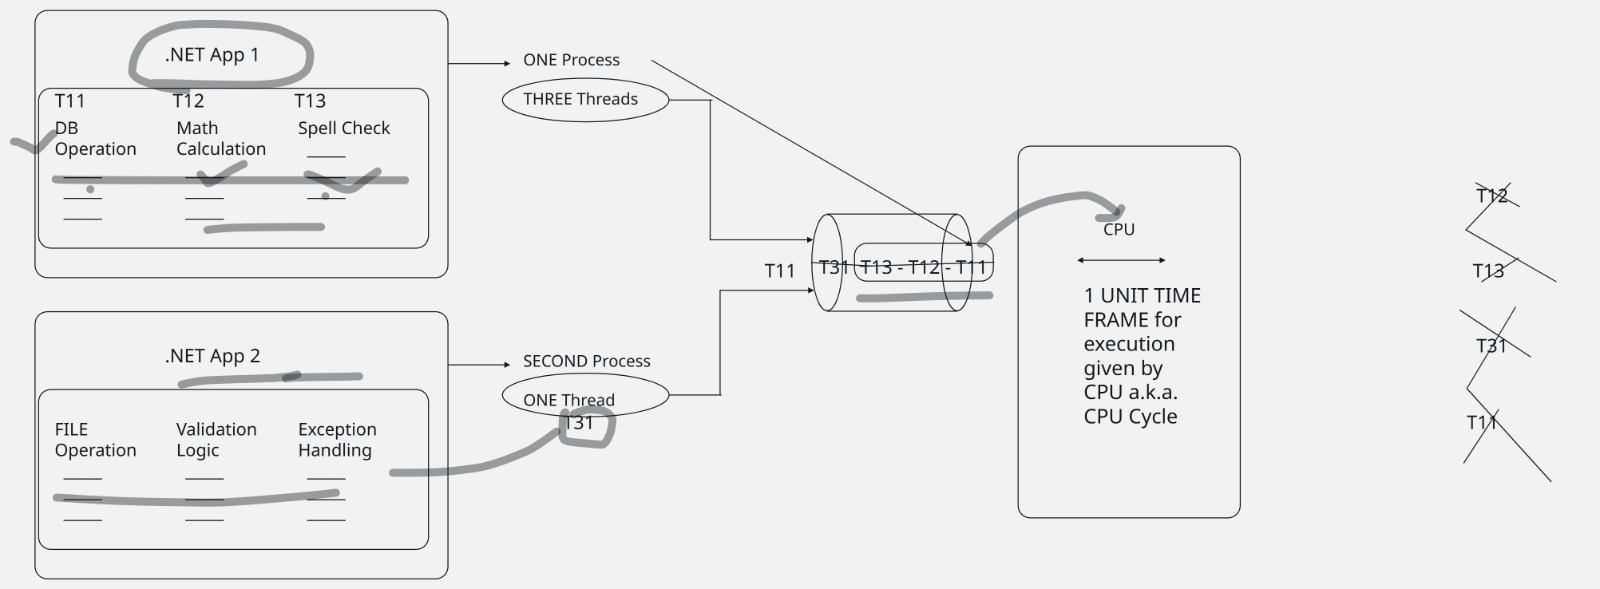 .NET App 1
T11
T12
T13
DB
Operation
Math
Calculation
Spell Check
ONE Process
THREE Threads
.NET App 2
FILE
Operation
Validation
Logic
Exception
Handling
SECOND Process
ONE Thread
T31
T11
T31
T13 - T12 - T11
CPU
1 UNIT TIME
FRAME for
execution
given by
CPU a.k.a.
CPU Cycle
T12
T13
T31
T11